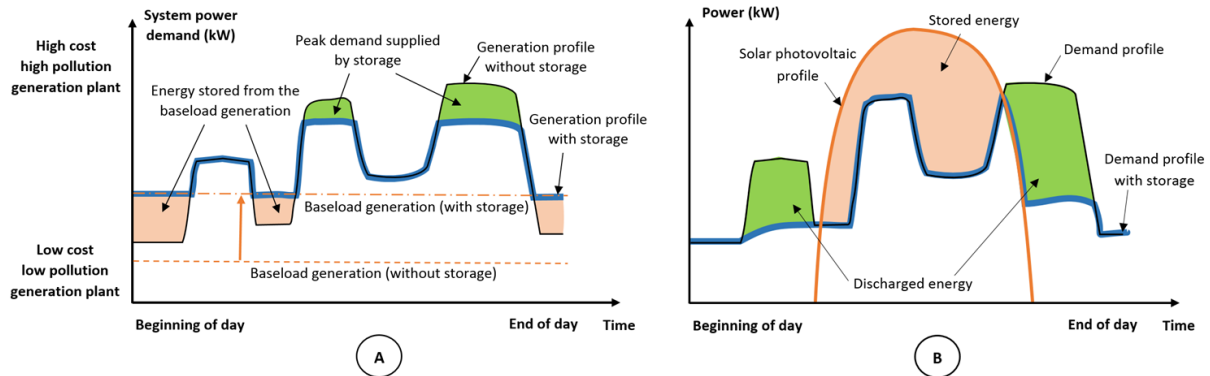 System power
demand (kW)
High cost
high pollution
generation plant
Energy stored from the
baseload generation
Peak demand supplied
by storage
Generation profile
without storage
Generation profile
with storage
Baseload generation (with storage)
Baseload generation (without storage)
Low cost
low pollution
generation plant
Beginning of day
End of day
Time
A
Power (kW)
Stored energy
Solar photovoltaic
profile
Demand profile
Demand profile
with storage
Discharged energy
Beginning of day
End of day
Time
B